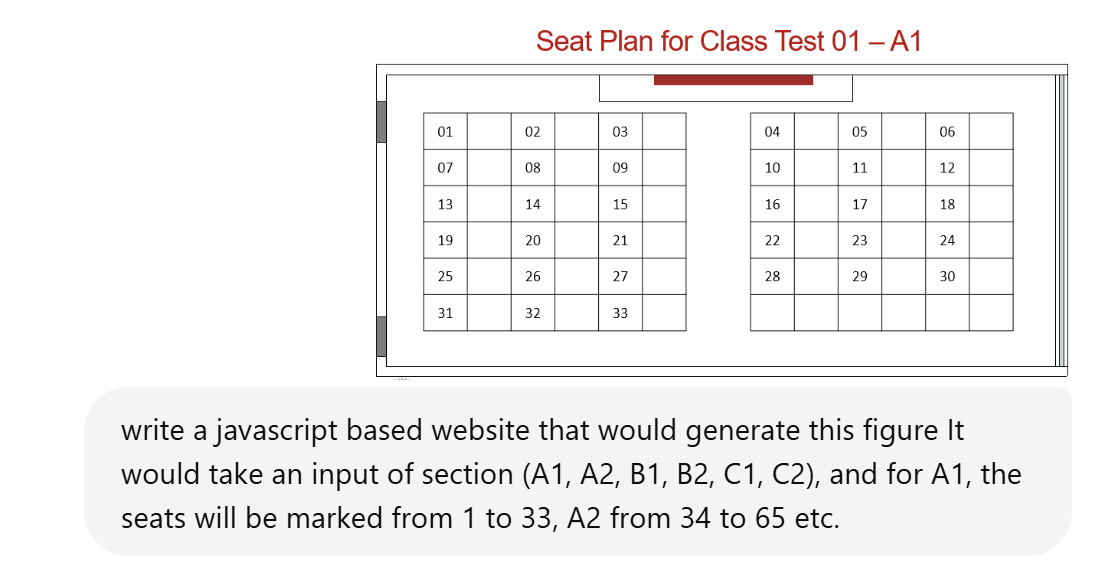 Seat Plan for Class Test 01 – A1
01 02 03 04 05 06
07 08 09 10 11 12
13 14 15 16 17 18
19 20 21 22 23 24
25 26 27 28 29 30
31 32 33
write a javascript based website that would generate this figure It
would take an input of section (A1, A2, B1, B2, C1, C2), and for A1, the
seats will be marked from 1 to 33, A2 from 34 to 65 etc.